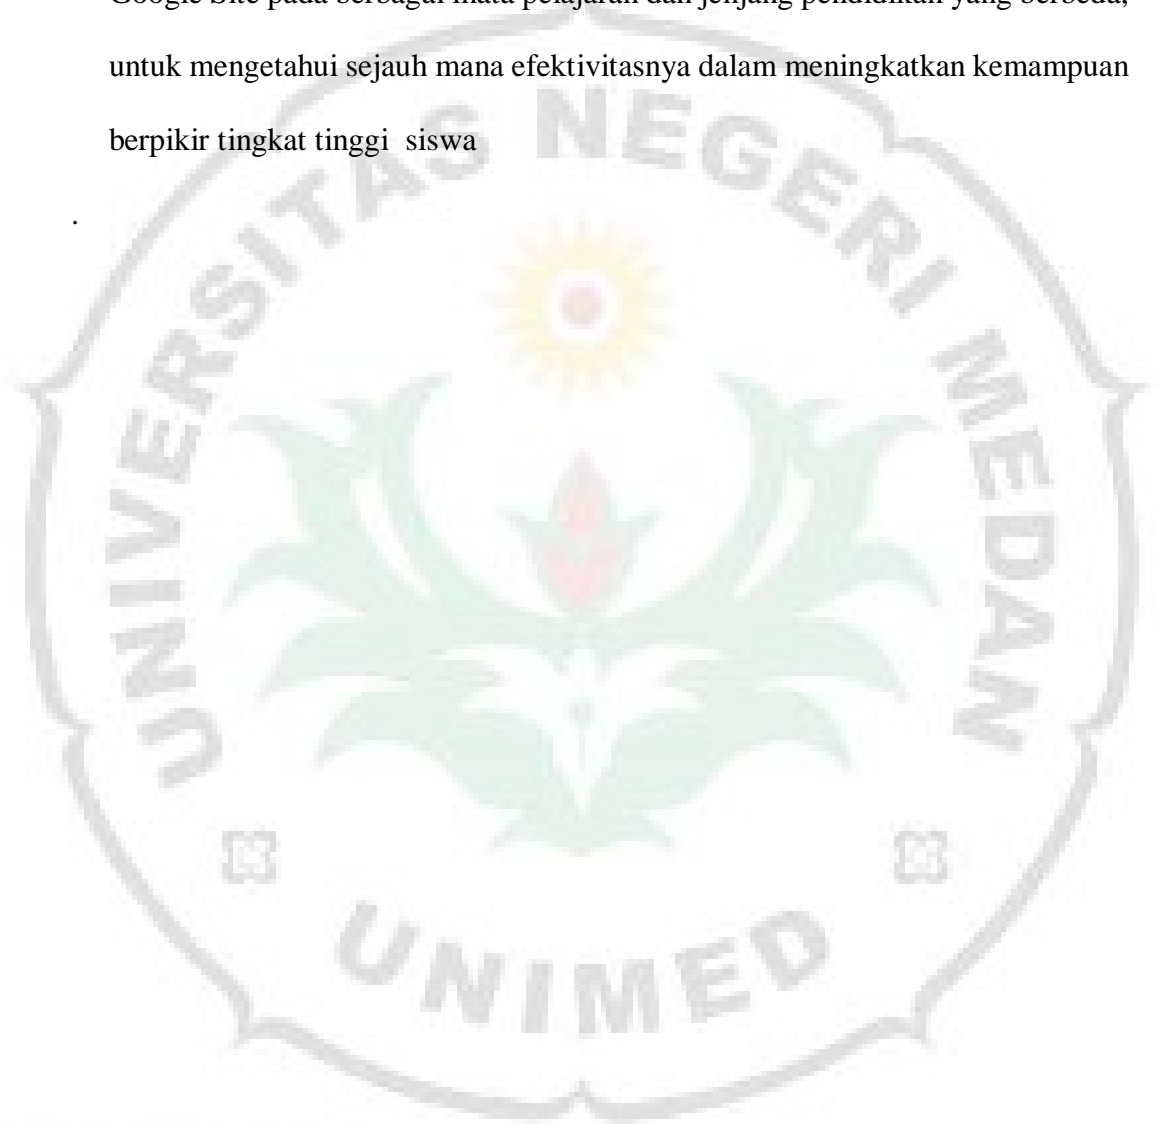 Google Site pada berbagai mata pelajaran dan jenjang pendidikan yang berbeda,
untuk mengetahui sejauh mana efektivitasnya dalam meningkatkan kemampuan
berpikir tingkat tinggi  siswa
.
UNIVERSITAS NEGERI MEDAN
UNIMED